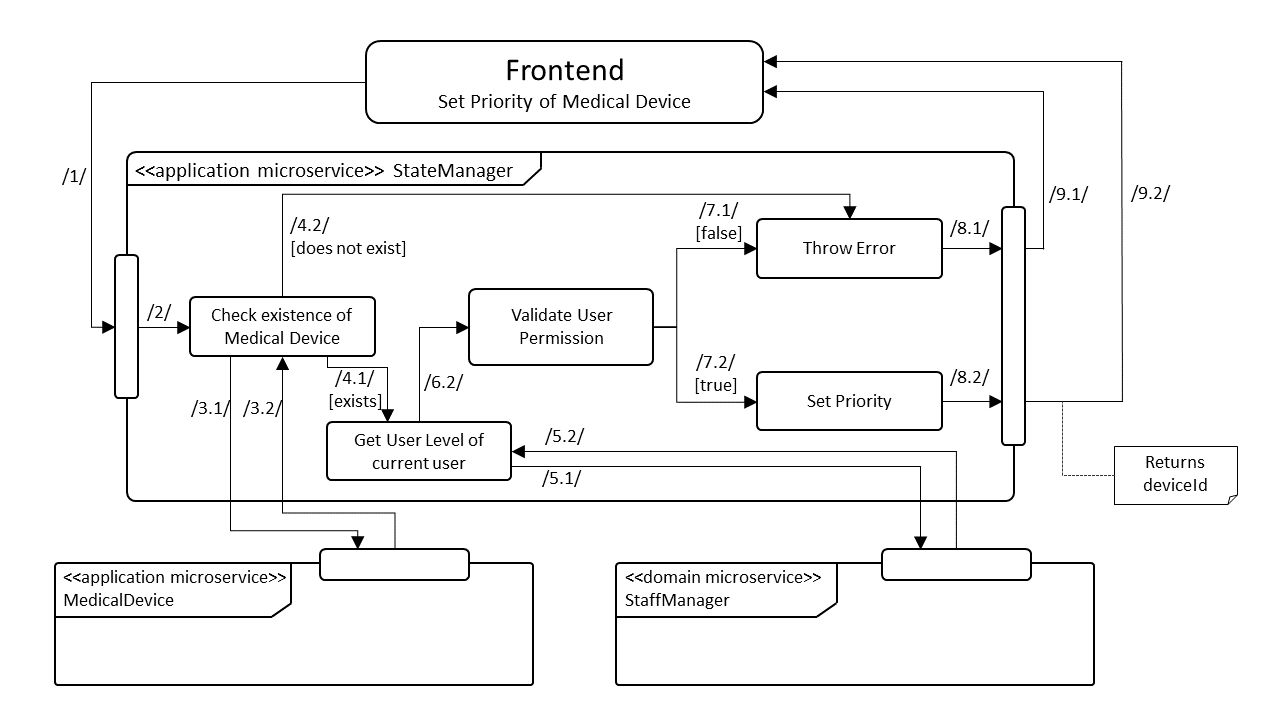 Frontend
Set Priority of Medical Device
/1/
<<application microservice>> StateManager
/9.1/
/9.2/
/4.2/
[does not exist]
/7.1/
[false]
Throw Error
/8.1/
/2/
Check existence of
Medical Device
Validate User
Permission
/4.1/
[exists]
/6.2/
/7.2/
[true]
Set Priority
/8.2/
/3.1/
/3.2/
Get User Level of
current user
/5.2/
/5.1/
Returns
deviceId
<<application microservice>>
MedicalDevice
<<domain microservice>>
StaffManager